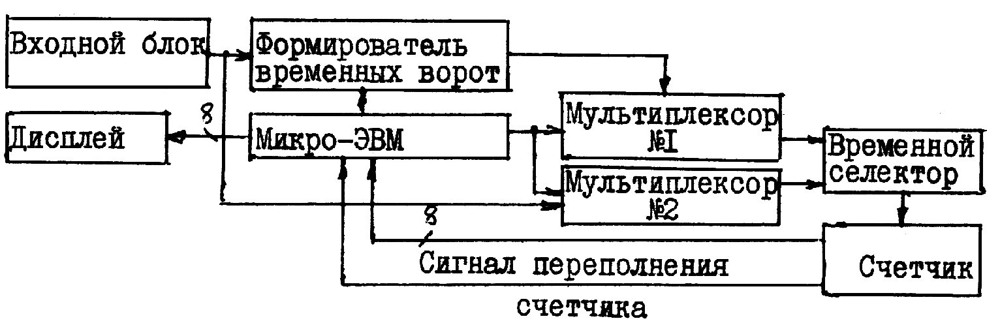 Входной блок
Формирователь
временных ворот
Дисплей
8
Микро-ЭВМ
Мультиплексор
№1
Мультиплексор
№2
Временной
селектор
8
Сигнал переполнения
счетчика
Счетчик